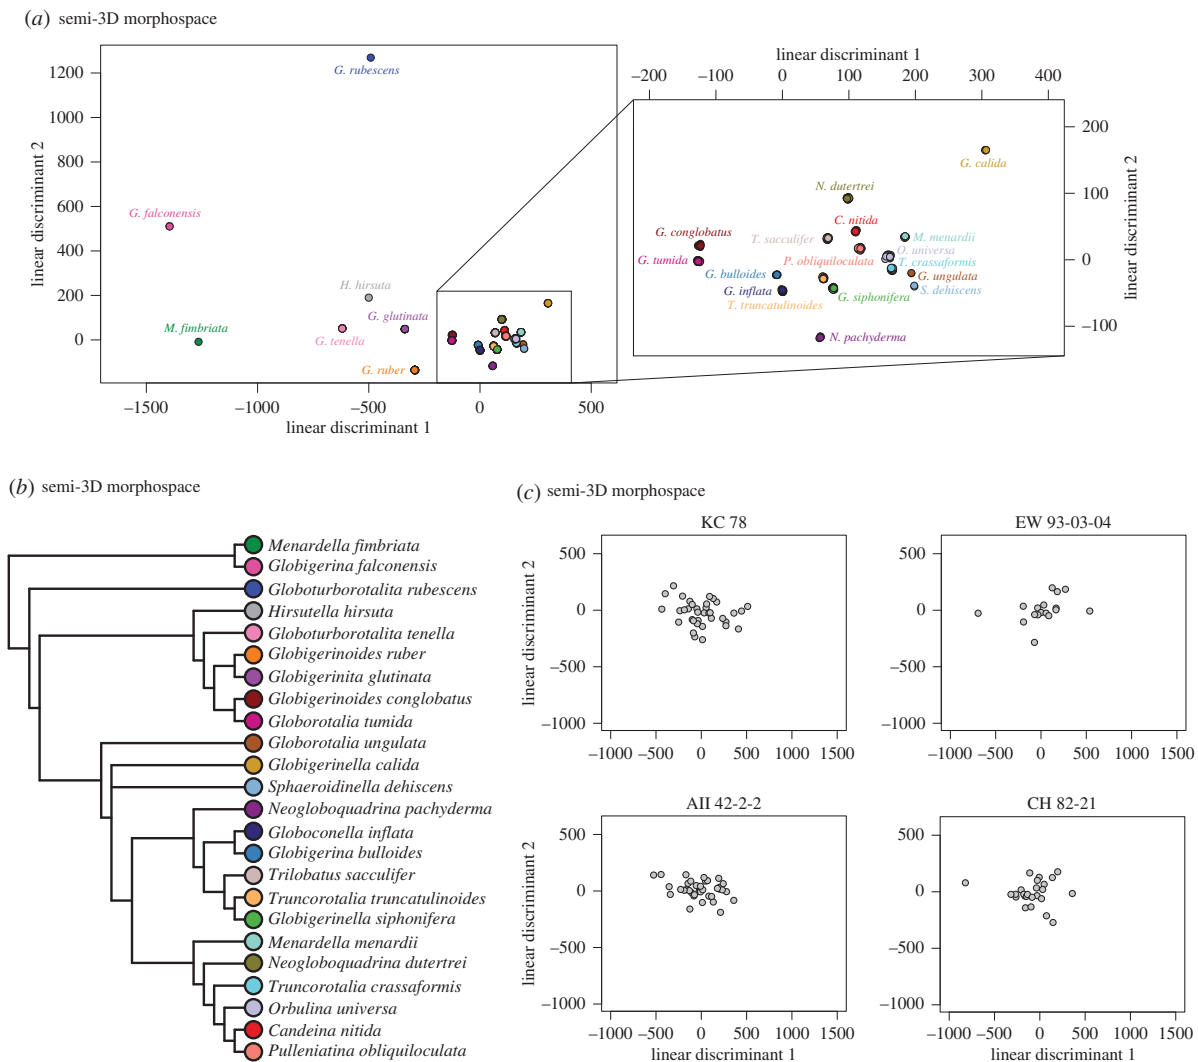 (a) semi-3D morphospace
linear discriminant 2
1200
1000
800
600
400
200
0
G. rubescens
G. falconensis
H. hirsuta
G. glutinata
M. fimbriata
G. tenella
G. ruber
−1500 −1000 −500 0 500
linear discriminant 1
linear discriminant 1
−200 −100 0 100 200 300 400
200
100
0
−100
linear discriminant 2
G. calida
N. dutertrei
C. nitida
G. conglobatus
T. sacculifer
M. menardii
O. universa
G. tumida
P. obliquiloculata
T. crassaformis
G. bulloides
G. ungulata
G. inflata
G. siphonifera
S. dehiscens
T. truncatulinoides
N. pachyderma
(b) semi-3D morphospace
Menardella fimbriata
Globigerina falconensis
Globoturborotalita rubescens
Hirsutella hirsuta
Globoturborotalita tenella
Globigerinoides ruber
Globigerinita glutinata
Globigerinoides conglobatus
Globorotalia tumida
Globorotalia ungulata
Globigerinella calida
Sphaeroidinella dehiscens
Neogloboquadrina pachyderma
Globoconella inflata
Globigerina bulloides
Trilobatus sacculifer
Truncorotalia truncatulinoides
Globigerinella siphonifera
Menardella menardii
Neogloboquadrina dutertrei
Truncorotalia crassaformis
Orbulina universa
Candeina nitida
Pulleniatina obliquiloculata
(c) semi-3D morphospace
KC 78
linear discriminant 2
500
0
−500
−1000
−1000 −500 0 500 1000 1500
EW 93-03-04
500
0
−500
−1000
−1000 −500 0 500 1000 1500
AII 42-2-2
linear discriminant 2
500
0
−500
−1000
−1000 −500 0 500 1000 1500
linear discriminant 1
CH 82-21
500
0
−500
−1000
−1000 −500 0 500 1000 1500
linear discriminant 1